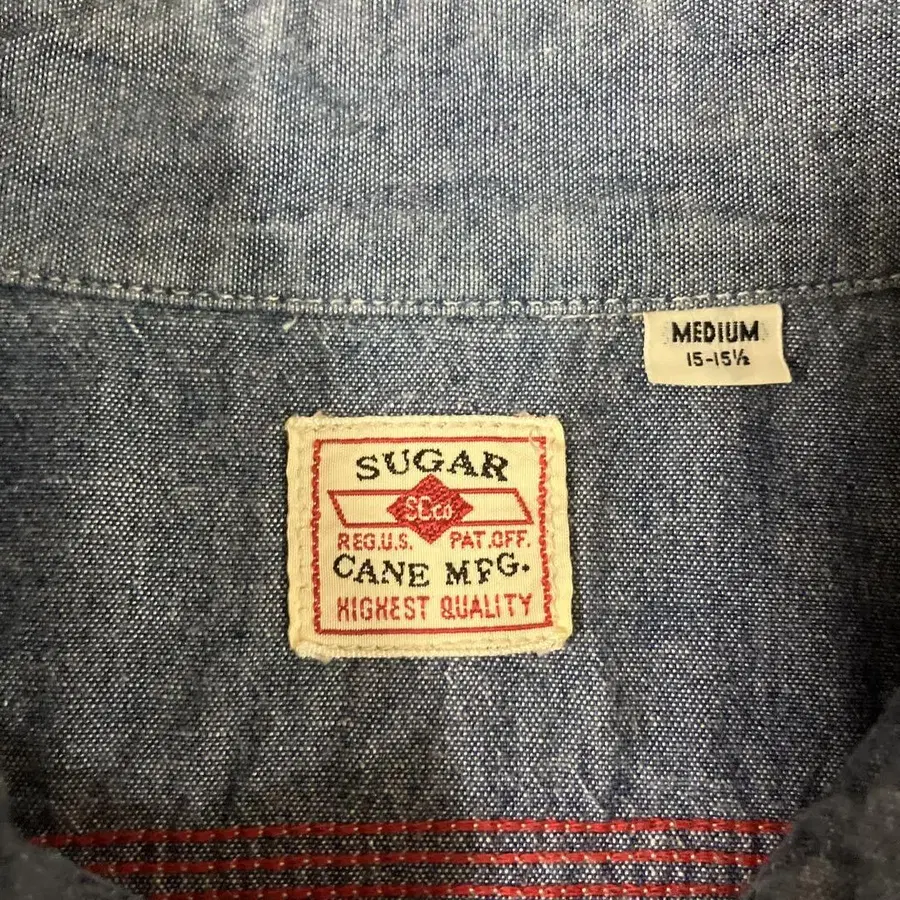 MEDIUM
15-15½
SUGAR
SCco
REG.U.S. PAT.OFF.
CANE MFG.
HIGHEST QUALITY